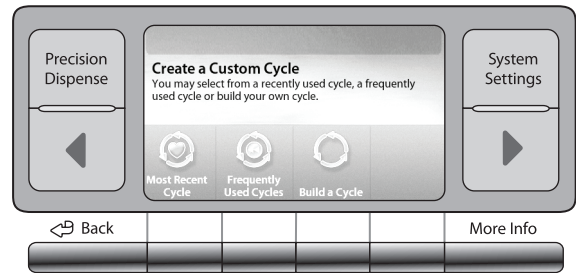 Precision
Dispense
Create a Custom Cycle
You may select from a recently used cycle, a frequently
used cycle or build your own cycle.
Most Recent
Cycle
Frequently
Used Cycles
Build a Cycle
System
Settings
Back
More Info